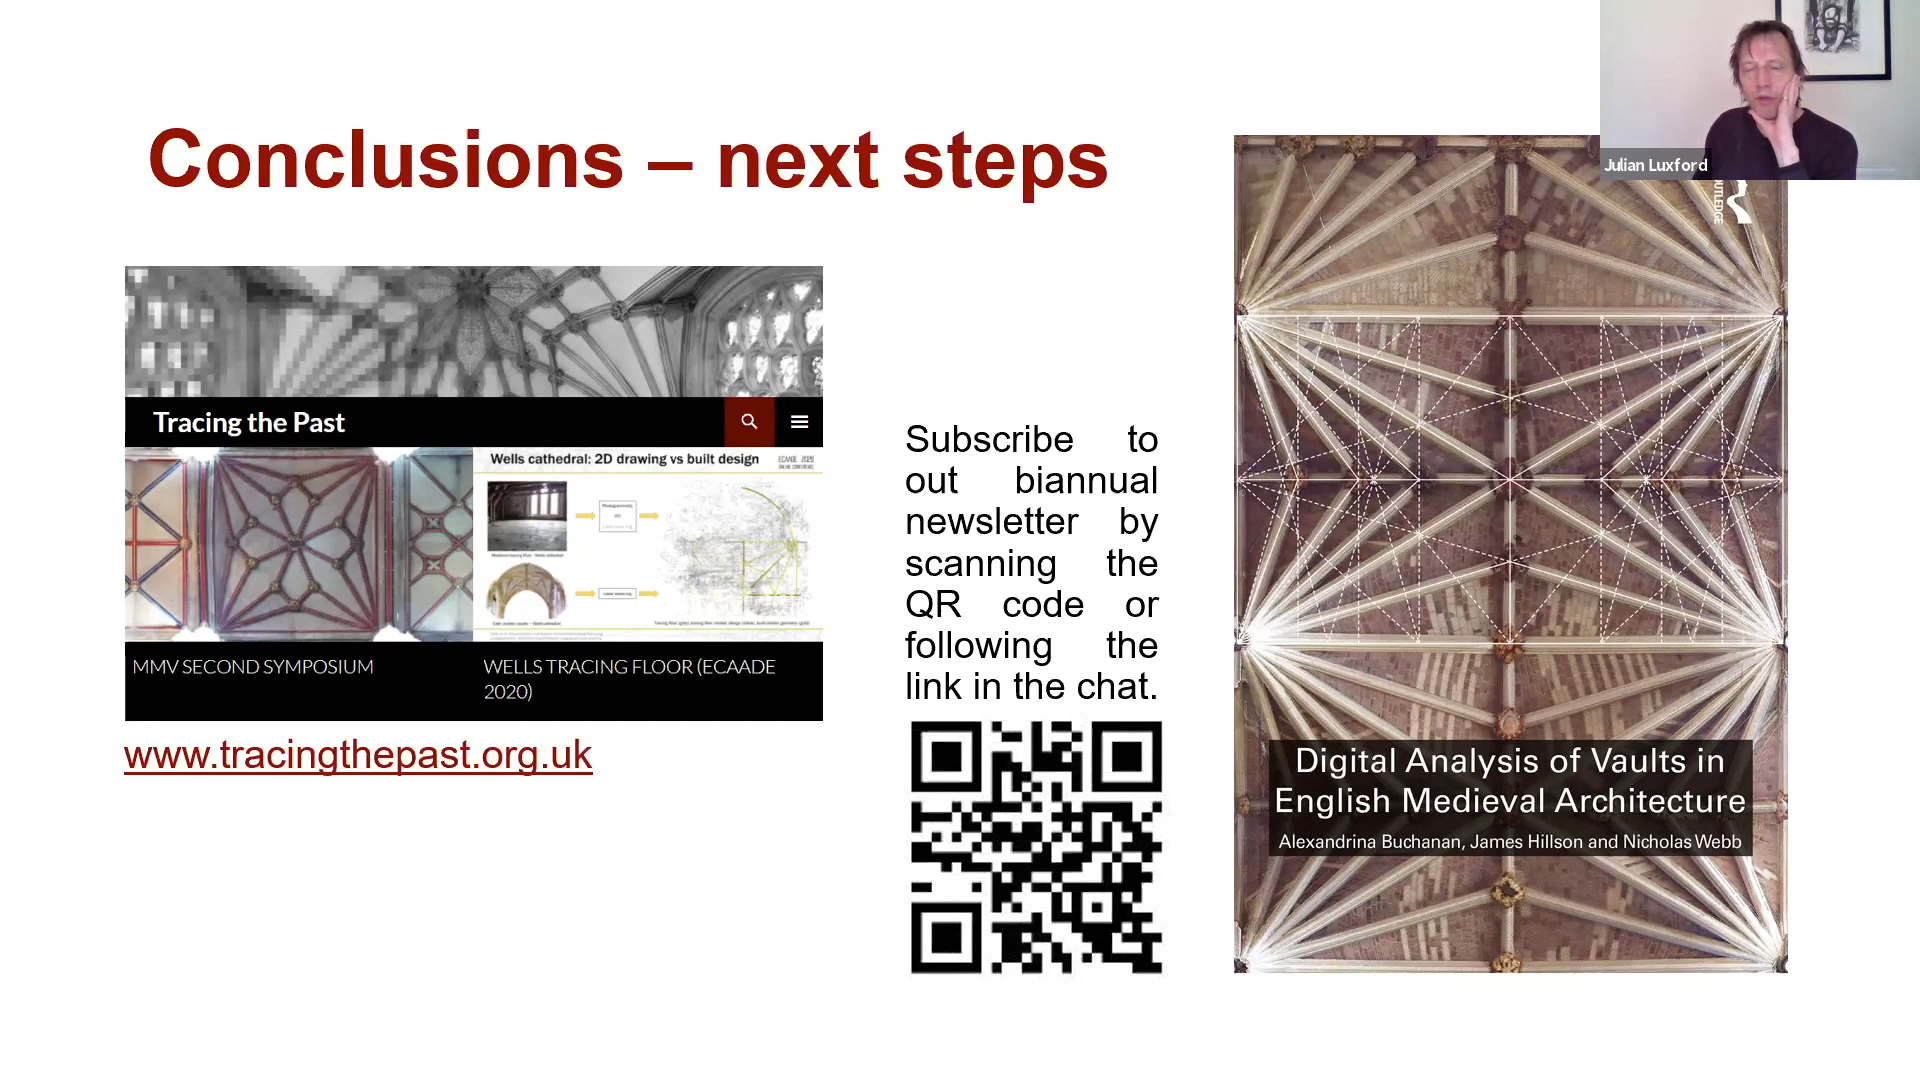 Conclusions – next steps
Julian Luxford
UTLEDGE
Tracing the Past
Wells cathedral: 2D drawing vs built design
MMV SECOND SYMPOSIUM
WELLS TRACING FLOOR (ECAADE
2020)
www.tracingthepast.org.uk
Subscribe to
out biannual
newsletter by
scanning the
QR code or
following the
link in the chat.
Digital Analysis of Vaults in
English Medieval Architecture
Alexandrina Buchanan, James Hillson and Nicholas Webb